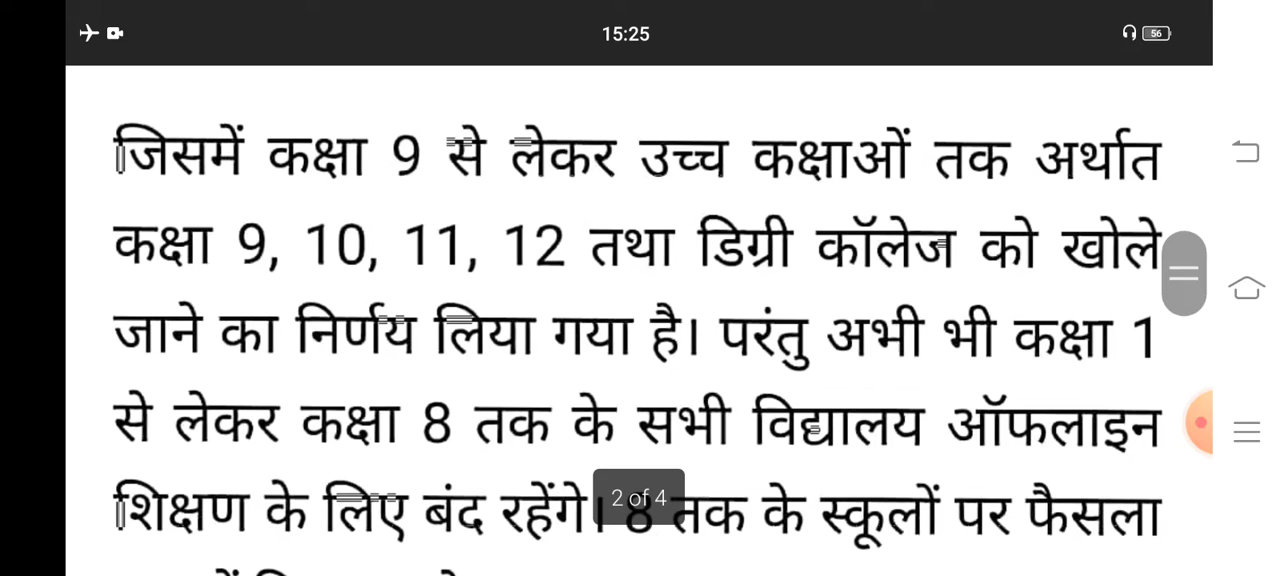 15:25
56
जिसमें कक्षा 9 से लेकर उच्च कक्षाओं तक अर्थात
कक्षा 9, 10, 11, 12 तथा डिग्री कॉलेज को खोले
जाने का निर्णय लिया गया है। परंतु अभी भी कक्षा 1
से लेकर कक्षा 8 तक के सभी विद्यालय ऑफलाइन
शिक्षण के लिए बंद रहेंगे। 8 तक के स्कूलों पर फैसला
2 of 4